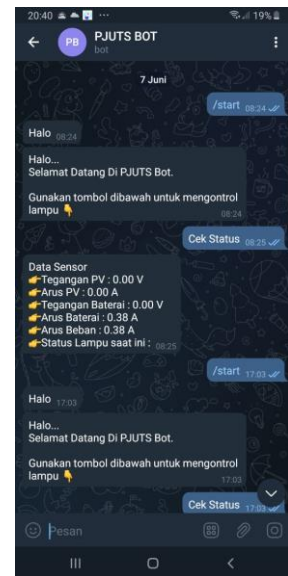 20:40
19%
PB
PJUTS BOT
bot
7 Juni
/start 08:24
Halo 08:24
Halo...
Selamat Datang Di PJUTS Bot.
Gunakan tombol dibawah untuk mengontrol
lampu 👇
08:24
Cek Status 08:25
Data Sensor
👉Tegangan PV : 0.00 V
👉Arus PV : 0.00 A
👉Tegangan Baterai : 0.00 V
👉Arus Baterai : 0.38 A
👉Arus Beban : 0.38 A
👉Status Lampu saat ini : 08:25
/start 17:03
Halo 17:03
Halo...
Selamat Datang Di PJUTS Bot.
Gunakan tombol dibawah untuk mengontrol
lampu 👇
17:03
Cek Status 17:03
Pesan